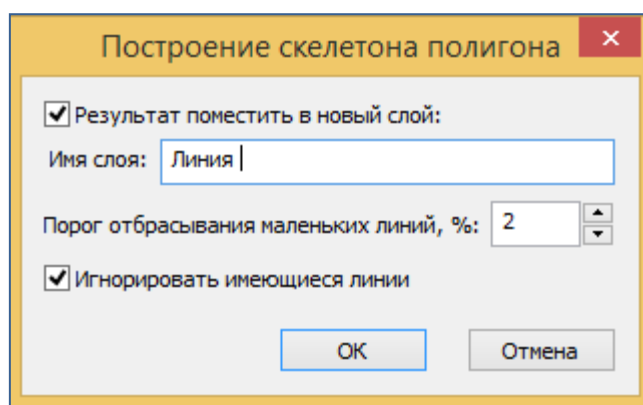 Построение скелетона полигона
Результат поместить в новый слой:
Имя слоя: Линия
Порог отбрасывания маленьких линий, %: 2
Игнорировать имеющиеся линии
ОК Отмена